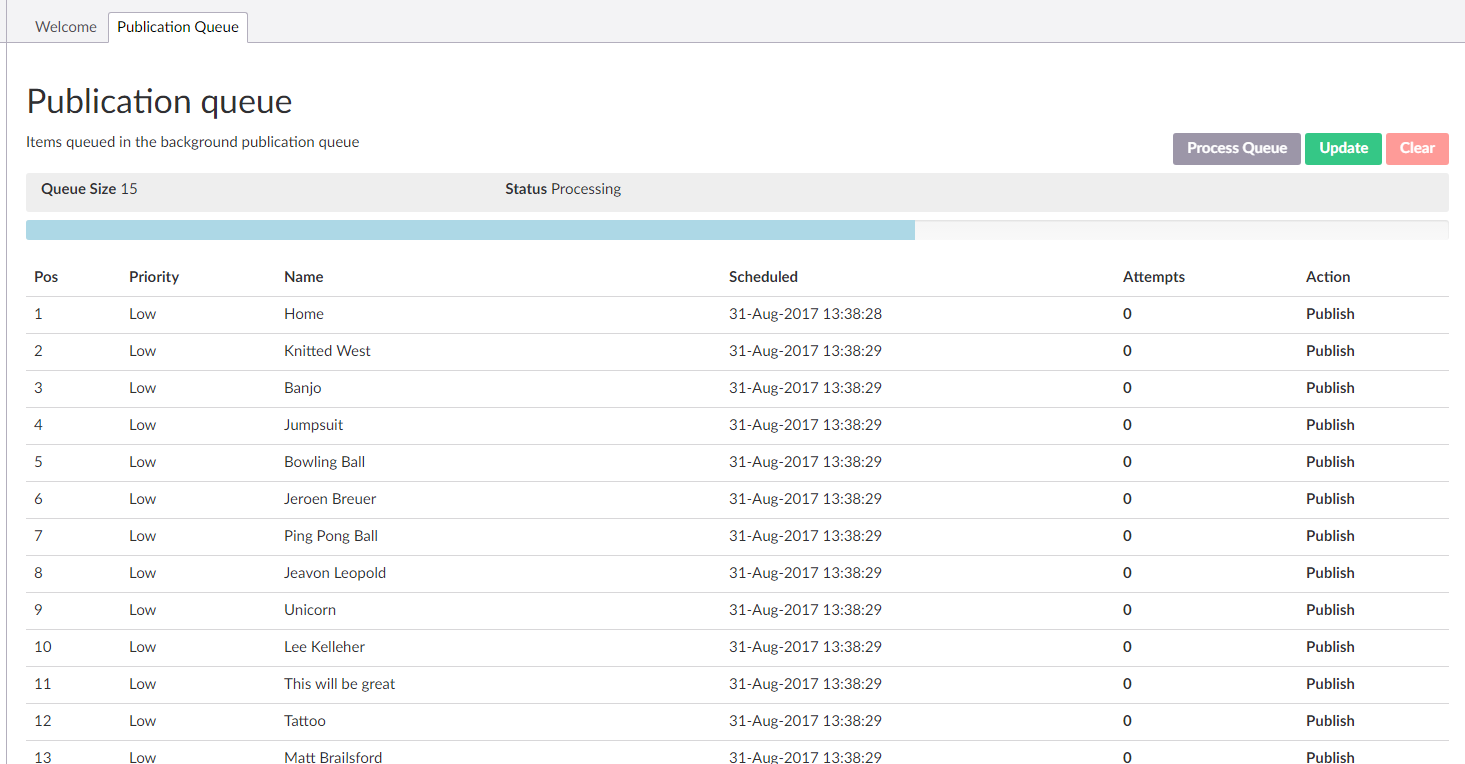 Welcome Publication Queue
Publication queue
Items queued in the background publication queue
Process Queue Update Clear
Queue Size 15 Status Processing
Pos Priority Name Scheduled Attempts Action
1 Low Home 31-Aug-2017 13:38:28 0 Publish
2 Low Knitted West 31-Aug-2017 13:38:29 0 Publish
3 Low Banjo 31-Aug-2017 13:38:29 0 Publish
4 Low Jumpsuit 31-Aug-2017 13:38:29 0 Publish
5 Low Bowling Ball 31-Aug-2017 13:38:29 0 Publish
6 Low Jeroen Breuer 31-Aug-2017 13:38:29 0 Publish
7 Low Ping Pong Ball 31-Aug-2017 13:38:29 0 Publish
8 Low Jeavon Leopold 31-Aug-2017 13:38:29 0 Publish
9 Low Unicorn 31-Aug-2017 13:38:29 0 Publish
10 Low Lee Kelleher 31-Aug-2017 13:38:29 0 Publish
11 Low This will be great 31-Aug-2017 13:38:29 0 Publish
12 Low Tattoo 31-Aug-2017 13:38:29 0 Publish
13 Low Matt Brailsford 31-Aug-2017 13:38:29 0 Publish